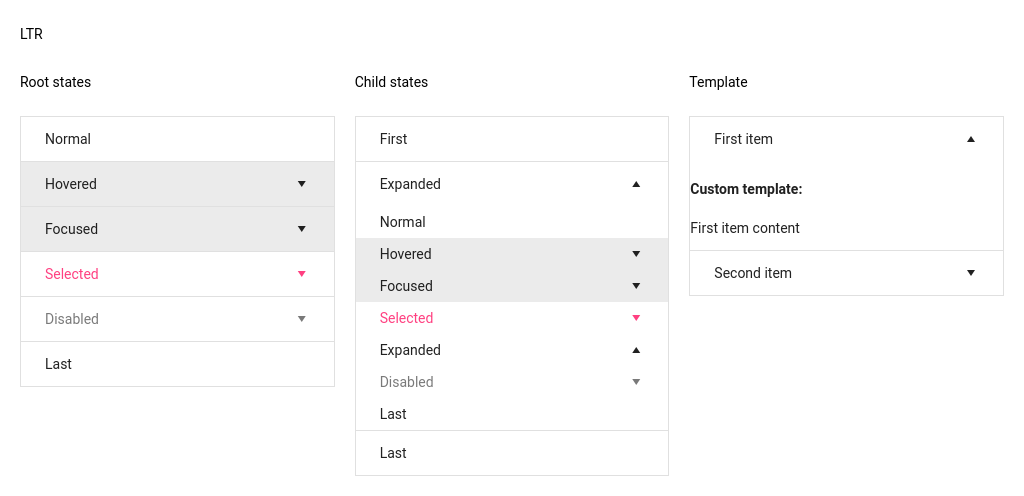 LTR
Root states
Normal
Hovered
Focused
Selected
Disabled
Last
Child states
First
Expanded
Normal
Hovered
Focused
Selected
Expanded
Disabled
Last
Last
Template
First item
Custom template:
First item content
Second item